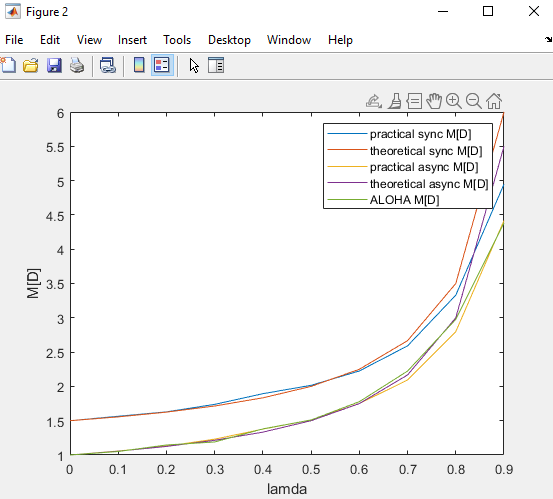 Figure 2
File Edit View Insert Tools Desktop Window Help
6
5.5
5
4.5
4
3.5
3
2.5
2
1.5
1
M[D]
practical sync M[D]
theoretical sync M[D]
practical async M[D]
theoretical async M[D]
ALOHA M[D]
0 0.1 0.2 0.3 0.4 0.5 0.6 0.7 0.8 0.9
lamda